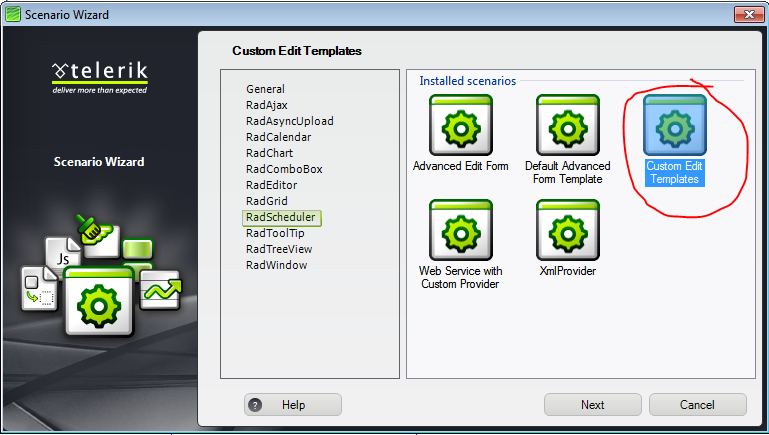 Scenario Wizard
telerik
deliver more than expected
Scenario Wizard
Js
Custom Edit Templates
General
RadAjax
RadAsyncUpload
RadCalendar
RadChart
RadComboBox
RadEditor
RadGrid
RadScheduler
RadToolTip
RadTreeView
RadWindow
Installed scenarios
Advanced Edit Form
Default Advanced
Form Template
Custom Edit
Templates
Web Service with
Custom Provider
XmlProvider
? Help
Next
Cancel